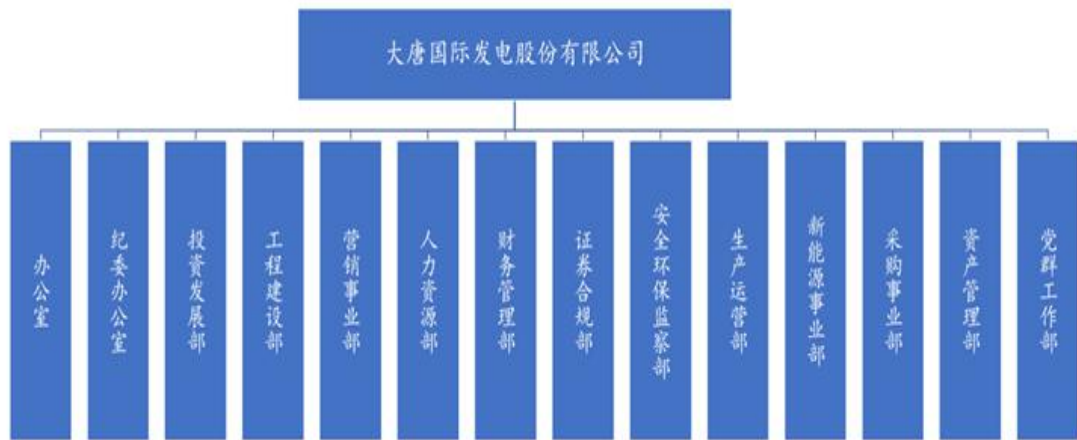 大唐国际发电股份有限公司
办公室
纪委办公室
投资发展部
工程建设部
营销事业部
人力资源部
财务管理部
证券合规部
安全环保监察部
生产运营部
新能源事业部
采购事业部
资产管理部
党群工作部